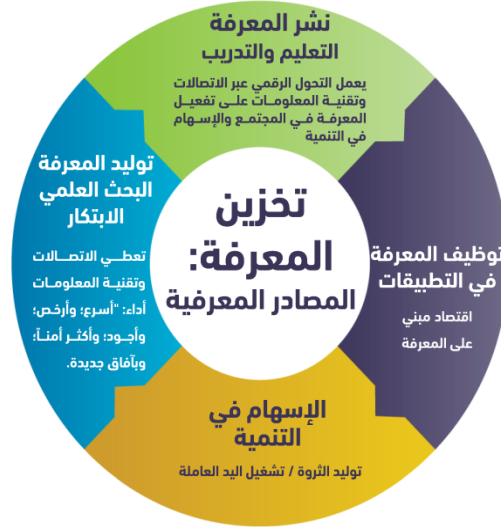 نشر المعرفة
التعليم والتدريب
يعمل التحول الرقمي عبر الاتصالات
وتقنية المعلومات على تفعيل
المعرفة في المجتمع والإسهام
في التنمية
توظيف المعرفة
في التطبيقات
اقتصاد مبني
على المعرفة
تخزين
المعرفة:
المصادر المعرفية
توليد المعرفة
البحث العلمي
الابتكار
تعطي الاتصالات
وتقنية المعلومات
أداء: "أسرع؛ وأرخص؛
وأجود؛ وأكثر أمناً؛
وبآفاق جديدة.
الإسهام في
التنمية
توليد الثروة / تشغيل اليد العاملة